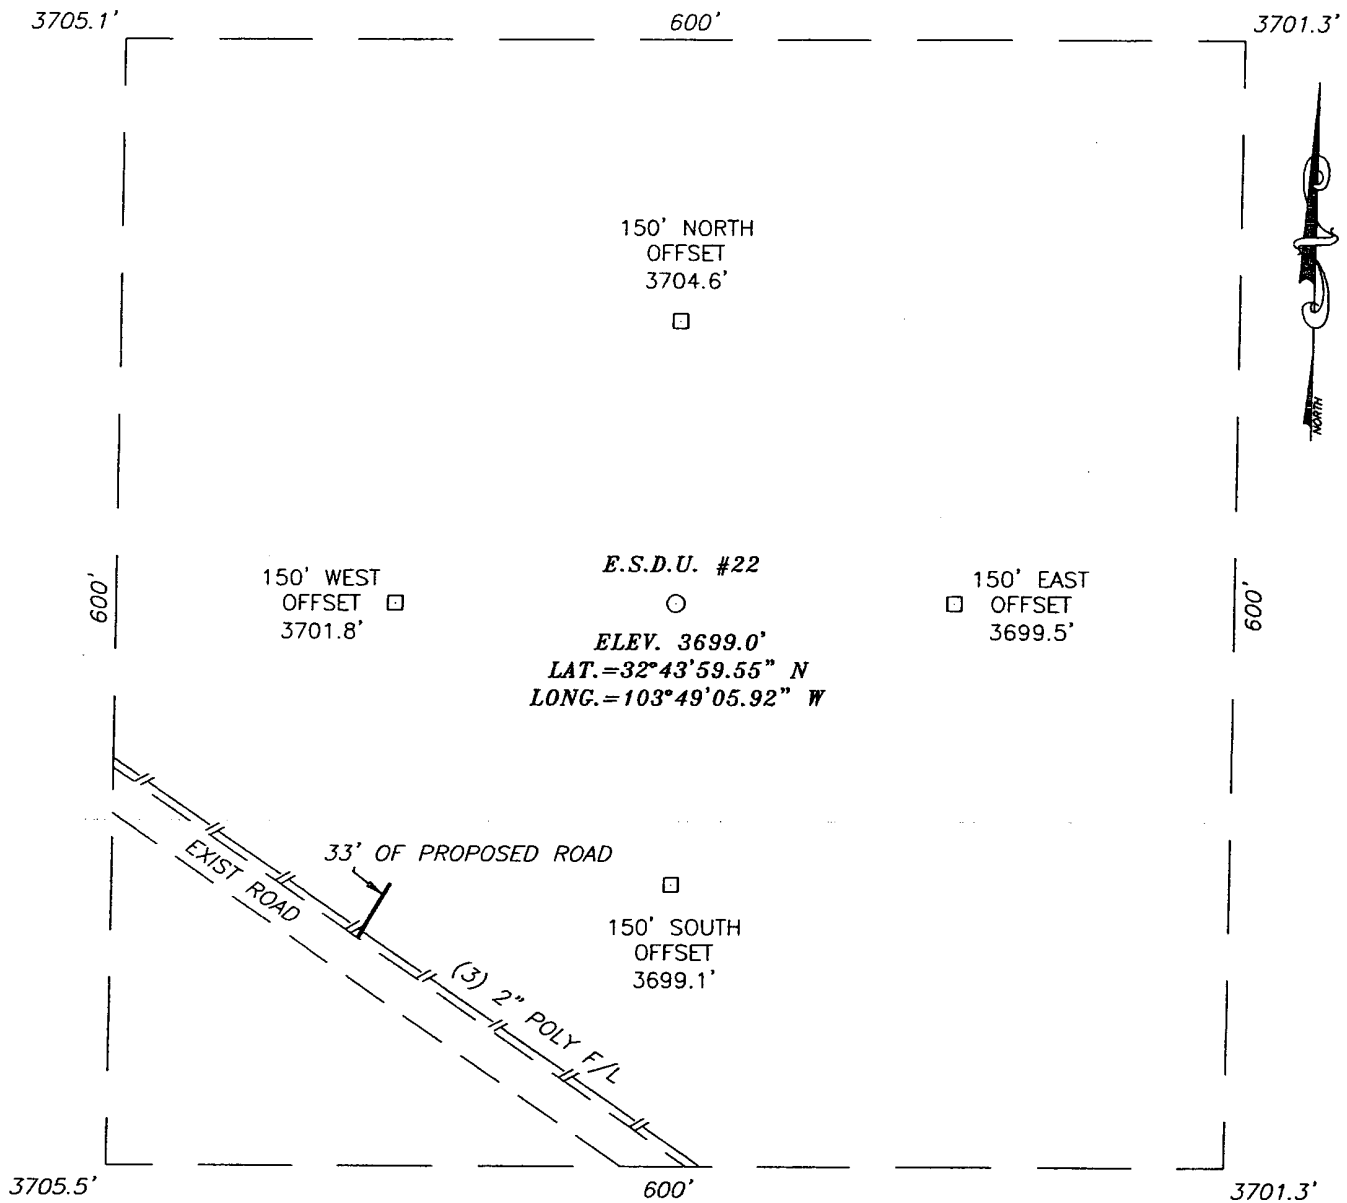 3705.1'
600'
3701.3'
150' NORTH
OFFSET
3704.6'
NORTH
600'
150' WEST
OFFSET
3701.8'
E.S.D.U. #22
ELEV. 3699.0'
LAT.=32°43'59.55" N
LONG.=103°49'05.92" W
150' EAST
OFFSET
3699.5'
600'
33' OF PROPOSED ROAD
EXIST ROAD
150' SOUTH
OFFSET
3699.1'
(3) 2" POLY F/L
3705.5'
600'
3701.3'